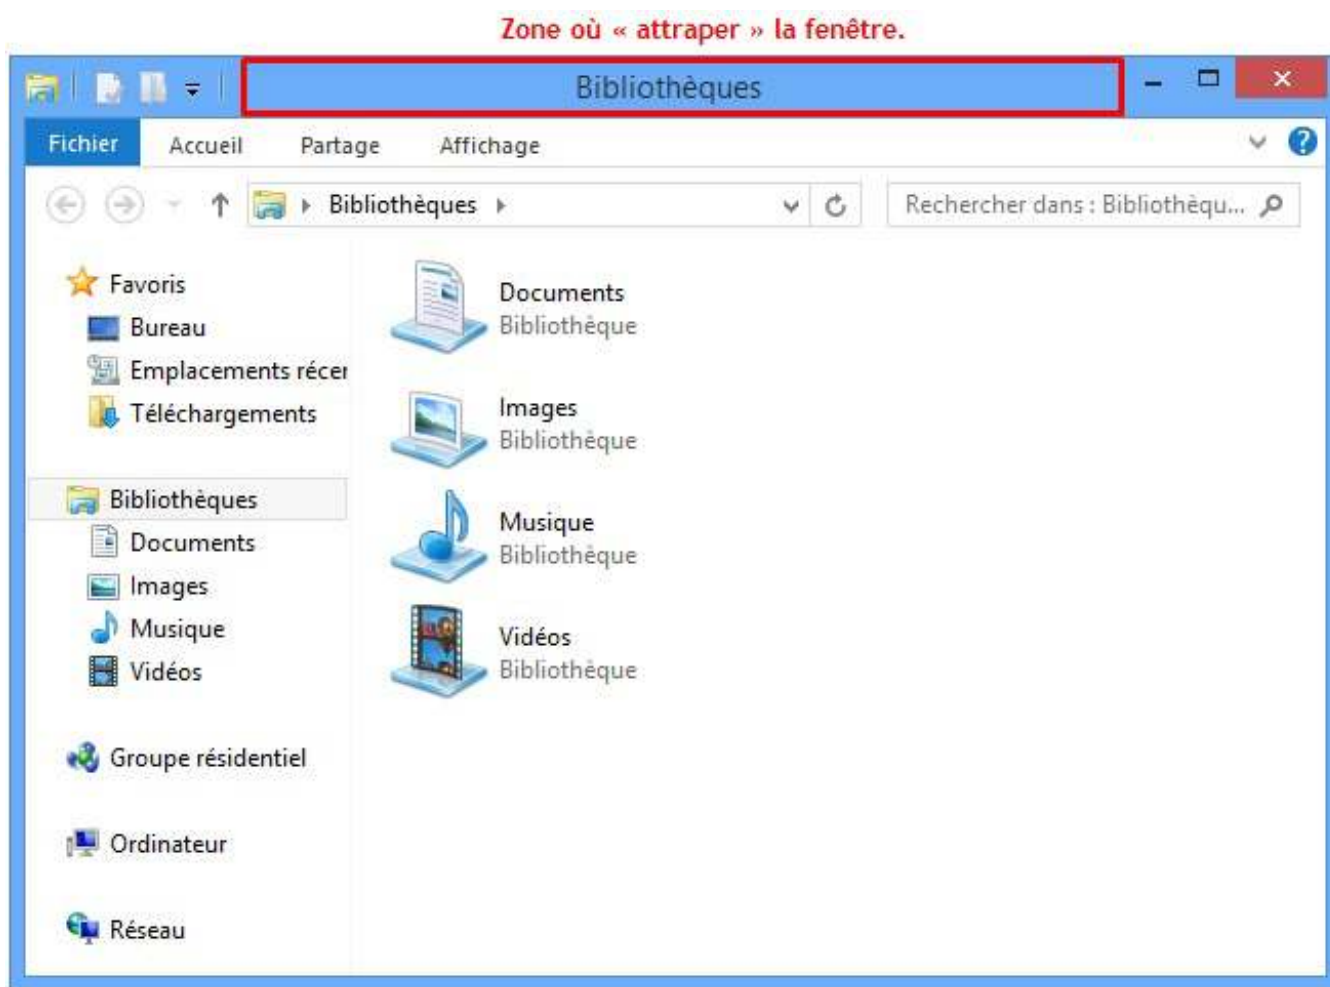 Zone où « attraper » la fenêtre.
Bibliothèques
Fichier Accueil Partage Affichage
Bibliothèques
Rechercher dans : Bibliothèqu...
Favoris
Bureau
Emplacements récer
Téléchargements
Bibliothèques
Documents
Images
Musique
Vidéos
Groupe résidentiel
Ordinateur
Réseau
Documents
Bibliothèque
Images
Bibliothèque
Musique
Bibliothèque
Vidéos
Bibliothèque